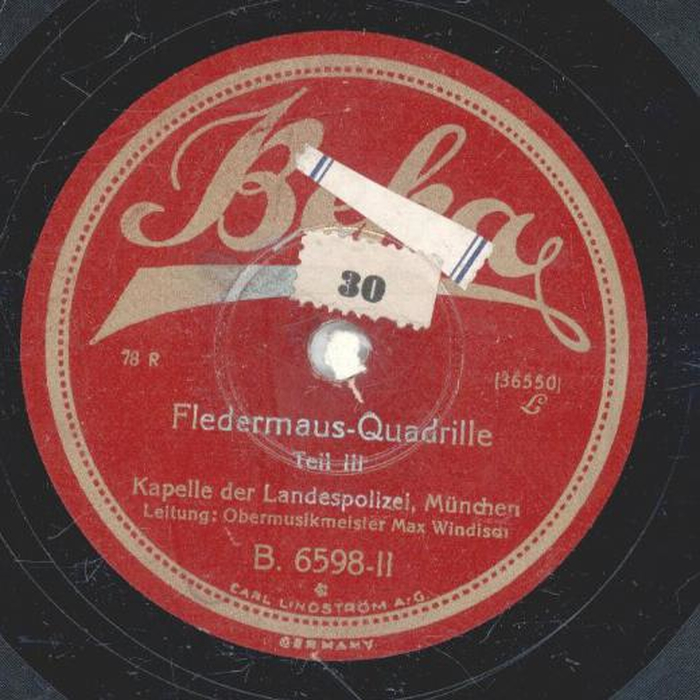 Beka
30
78 R
(36550)
L
Fledermaus-Quadrille
Teil III
Kapelle der Landespolizei, München
Leitung: Obermusikmeister Max Windisch
B. 6598-II
CARL LINDSTRÖM A.G.
GERMANY